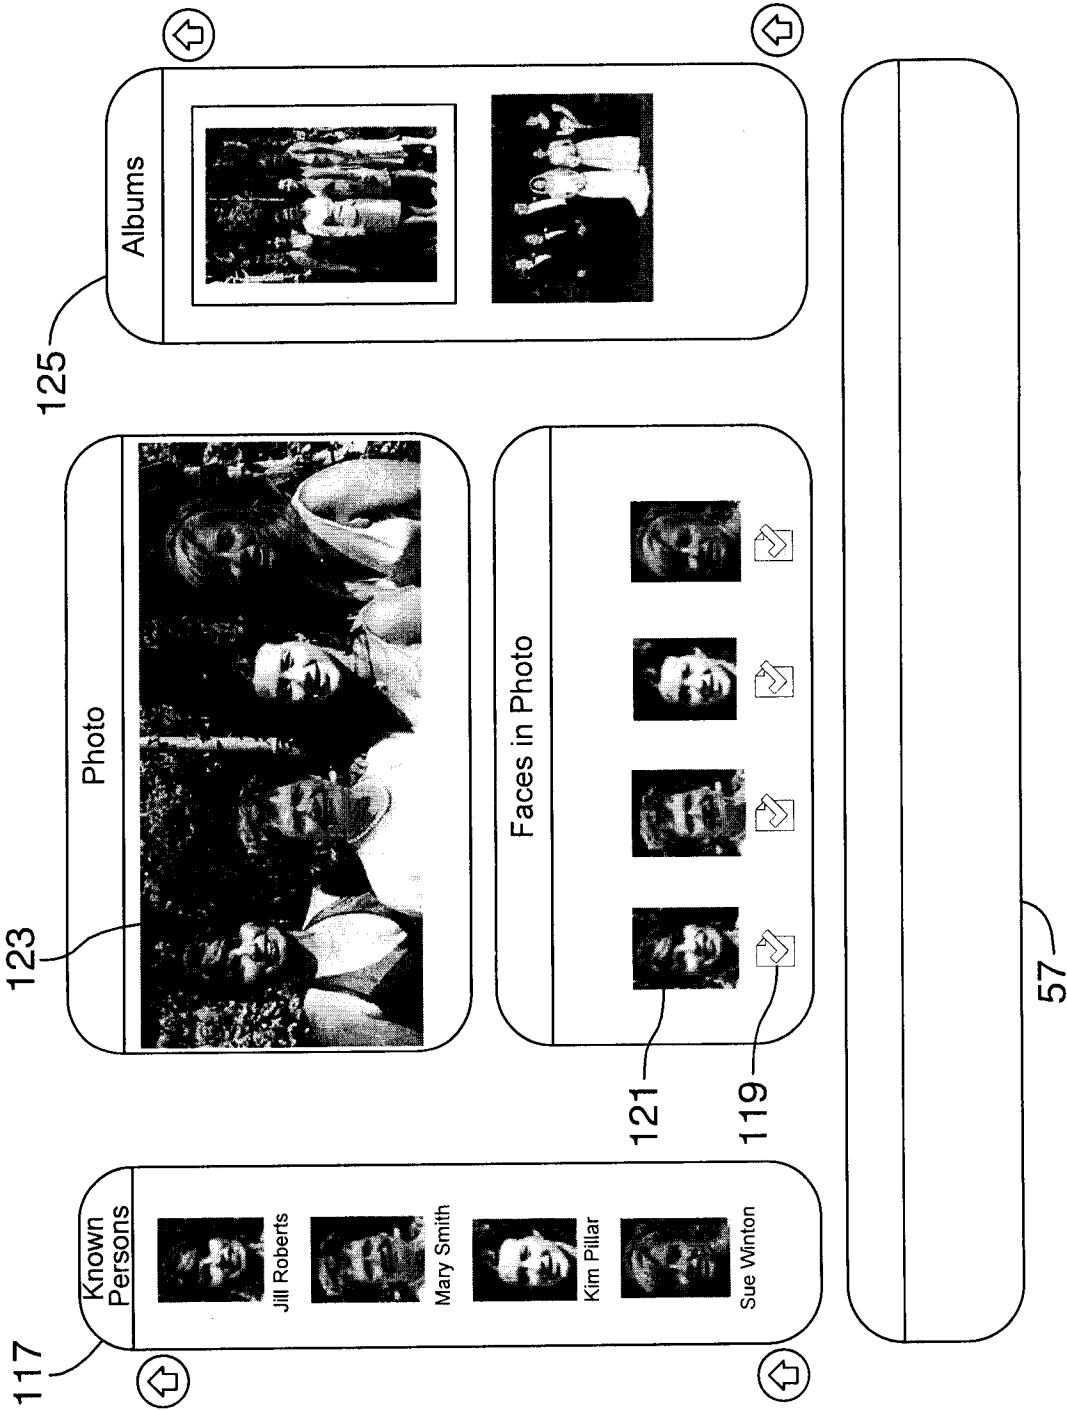 117
Known
Persons
Jill Roberts
Mary Smith
Kim Pillar
Sue Winton
123
Photo
121
119
Faces in Photo
125
Albums
57